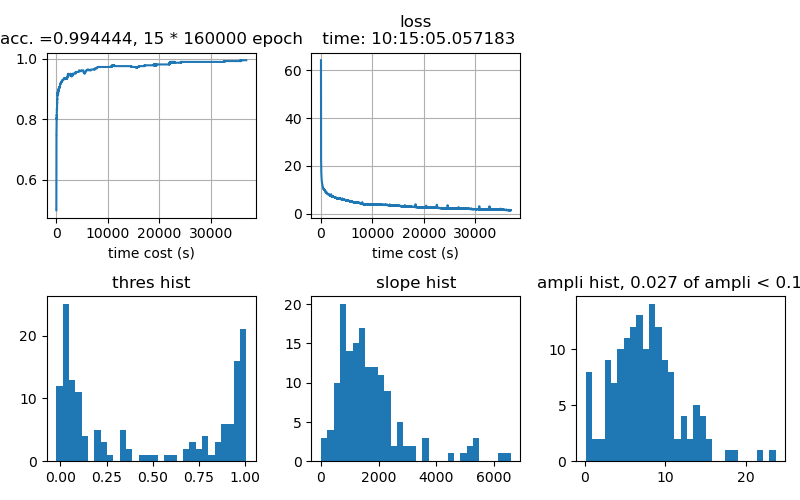 acc. =0.994444, 15 * 160000 epoch
loss
time: 10:15:05.057183
1.0
0.8
0.6
0 10000 20000 30000
time cost (s)
60
40
20
0
0 10000 20000 30000
time cost (s)
thres hist
20
10
0
0.00 0.25 0.50 0.75 1.00
slope hist
20
15
10
5
0
0 2000 4000 6000
ampli hist, 0.027 of ampli < 0.1
10
5
0
0 10 20